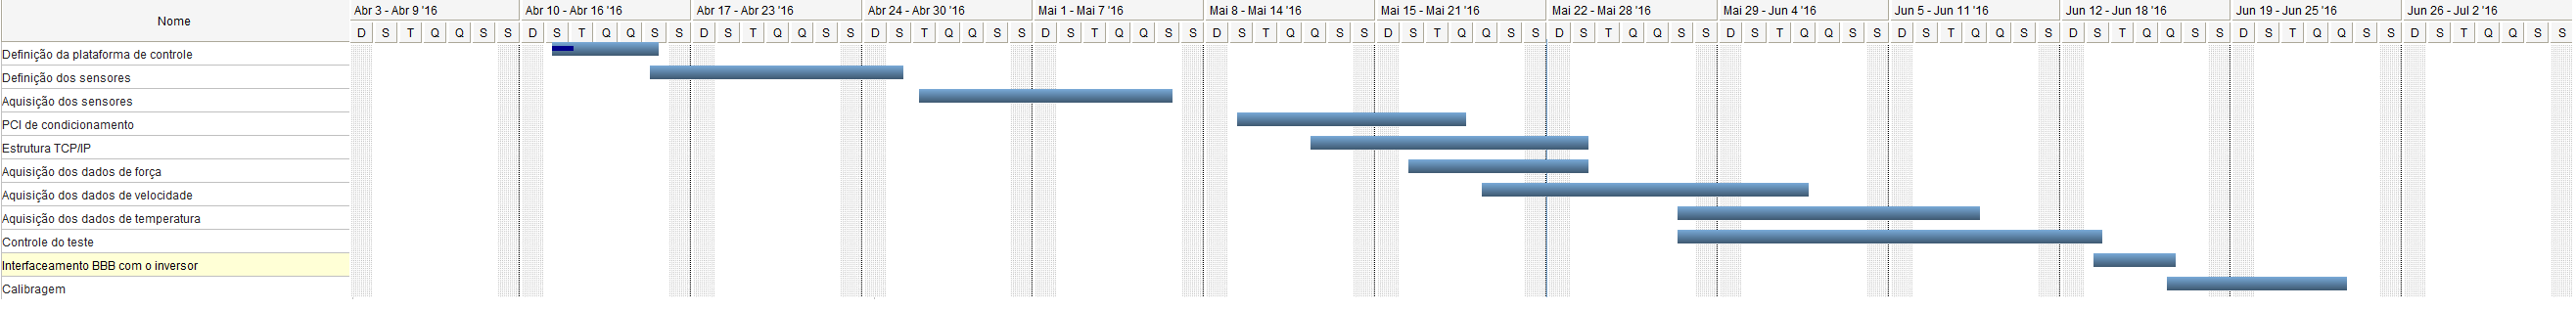 Nome
Abr 3 - Abr 9 '16 Abr 10 - Abr 16 '16 Abr 17 - Abr 23 '16 Abr 24 - Abr 30 '16 Mai 1 - Mai 7 '16 Mai 8 - Mai 14 '16 Mai 15 - Mai 21 '16 Mai 22 - Mai 28 '16 Mai 29 - Jun 4 '16 Jun 5 - Jun 11 '16 Jun 12 - Jun 18 '16 Jun 19 - Jun 25 '16 Jun 26 - Jul 2 '16
D S T Q Q S S D S T Q Q S S D S T Q Q S S D S T Q Q S S D S T Q Q S S D S T Q Q S S D S T Q Q S S D S T Q Q S S D S T Q Q S S D S T Q Q S S D S T Q Q S S D S T Q Q S S D S T Q Q S S
Definição da plataforma de controle
Definição dos sensores
Aquisição dos sensores
PCI de condicionamento
Estrutura TCP/IP
Aquisição dos dados de força
Aquisição dos dados de velocidade
Aquisição dos dados de temperatura
Controle do teste
Interfaceamento BBB com o inversor
Calibragem